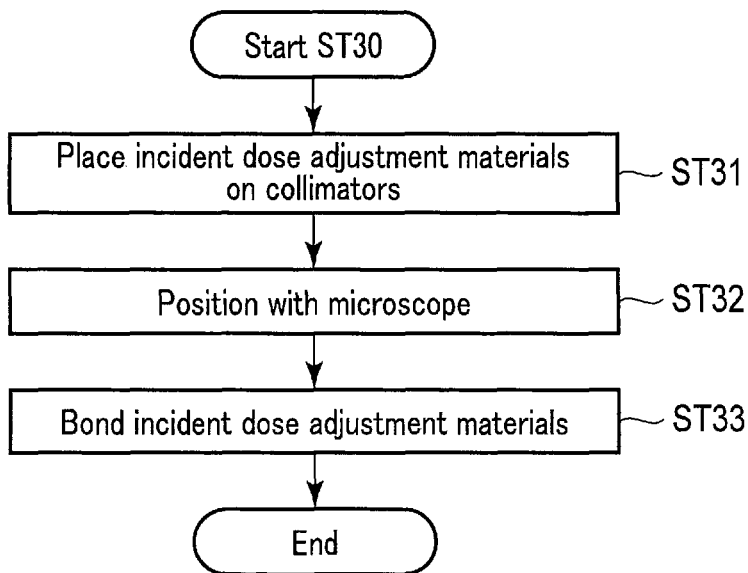 Start ST30
Place incident dose adjustment materials
on collimators
ST31
Position with microscope
ST32
Bond incident dose adjustment materials
ST33
End